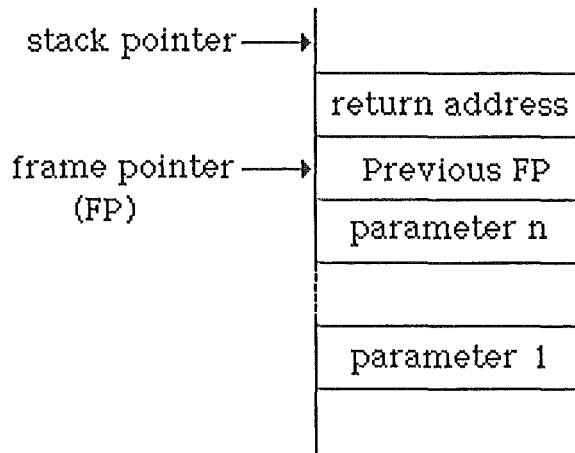 stack pointer
return address
frame pointer
(FP)
Previous FP
parameter n
parameter 1